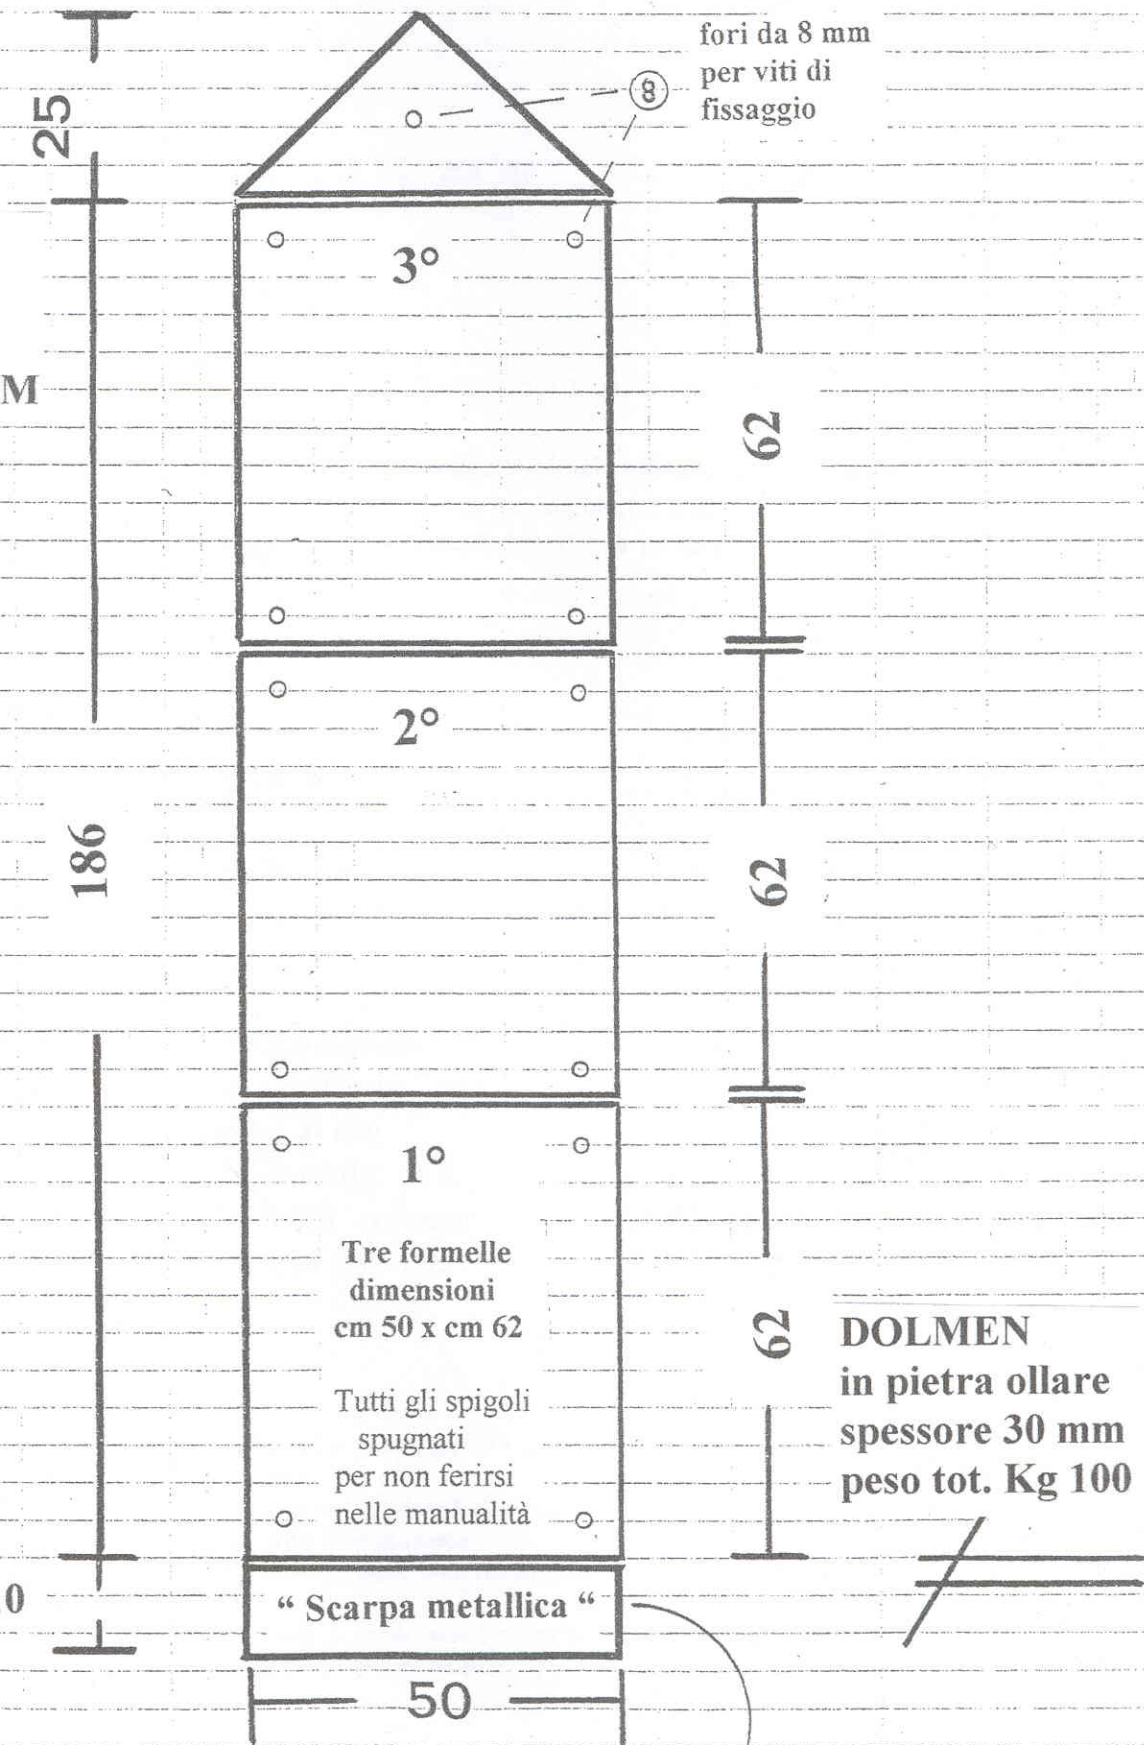 fori da 8 mm
per viti di
fissaggio
8
25
3°
M
62
2°
186
62
1°
Tre formelle
dimensioni
cm 50 x cm 62
Tutti gli spigoli
spugnati
per non ferirsi
nelle manualità
62
DOLMEN
in pietra ollare
spessore 30 mm
peso tot. Kg 100
0
“ Scarpa metallica “
50